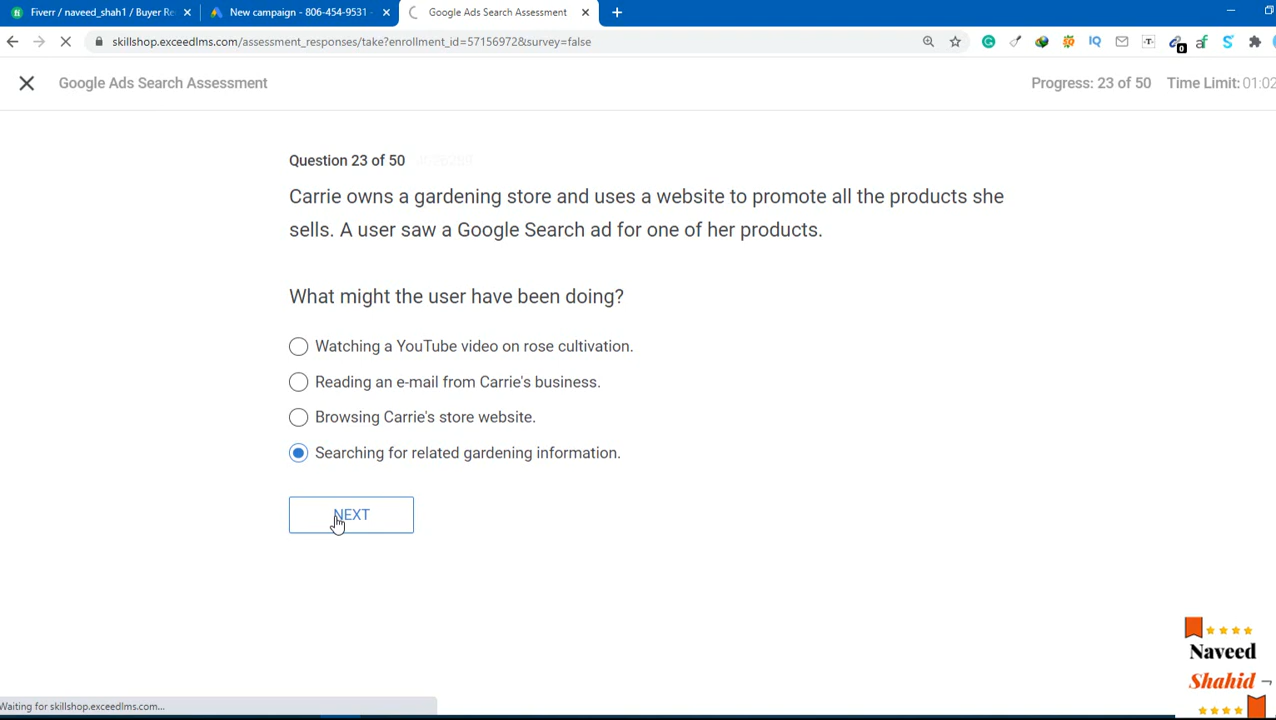 Fiverr / naveed_shah1 / Buyer Re
New campaign - 806-454-9531 -
Google Ads Search Assessment
skillshop.exceedlms.com/assessment_responses/take?enrollment_id=57156972&survey=false
Google Ads Search Assessment
Progress: 23 of 50
Time Limit: 01:02
Question 23 of 50
Carrie owns a gardening store and uses a website to promote all the products she
sells. A user saw a Google Search ad for one of her products.
What might the user have been doing?
Watching a YouTube video on rose cultivation.
Reading an e-mail from Carrie's business.
Browsing Carrie's store website.
Searching for related gardening information.
NEXT
Naveed
Shahid
Waiting for skillshop.exceedlms.com...